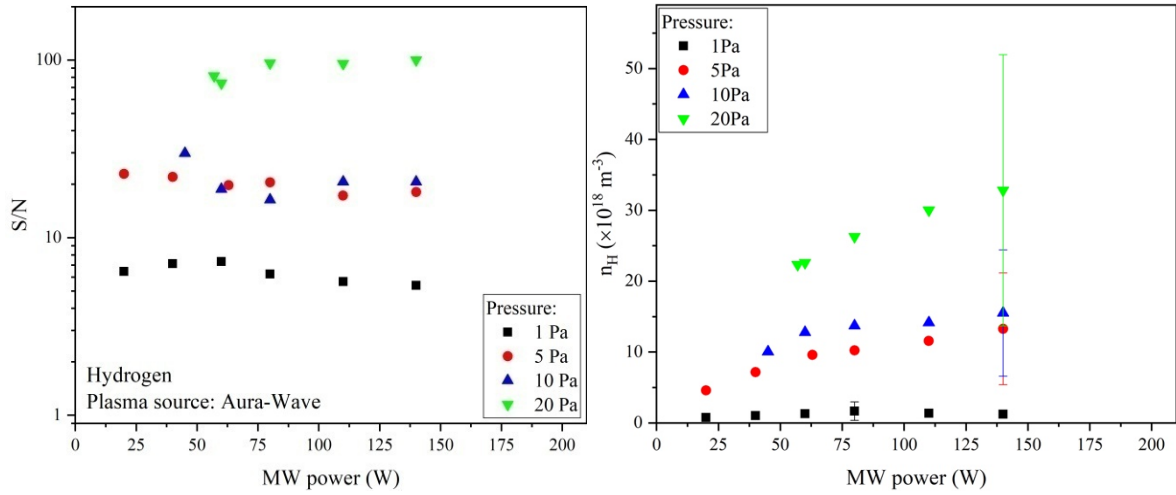 100
10
1
S/N
0 25 50 75 100 125 150 175 200
MW power (W)
Hydrogen
Plasma source: Aura-Wave
Pressure:
1 Pa
5 Pa
10 Pa
20 Pa
50
40
30
20
10
0
n_H (×10^18 m^-3)
0 25 50 75 100 125 150 175 200
MW power (W)
Pressure:
1Pa
5Pa
10Pa
20Pa